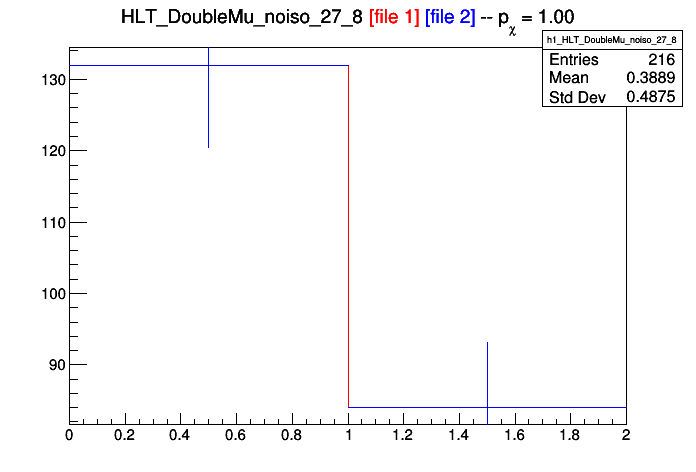 HLT_DoubleMu_noiso_27_8 [file 1] [file 2] -- pχ = 1.00
h1_HLT_DoubleMu_noiso_27_8
Entries 216
Mean 0.3889
Std Dev 0.4875
130
120
110
100
90
0 0.2 0.4 0.6 0.8 1 1.2 1.4 1.6 1.8 2